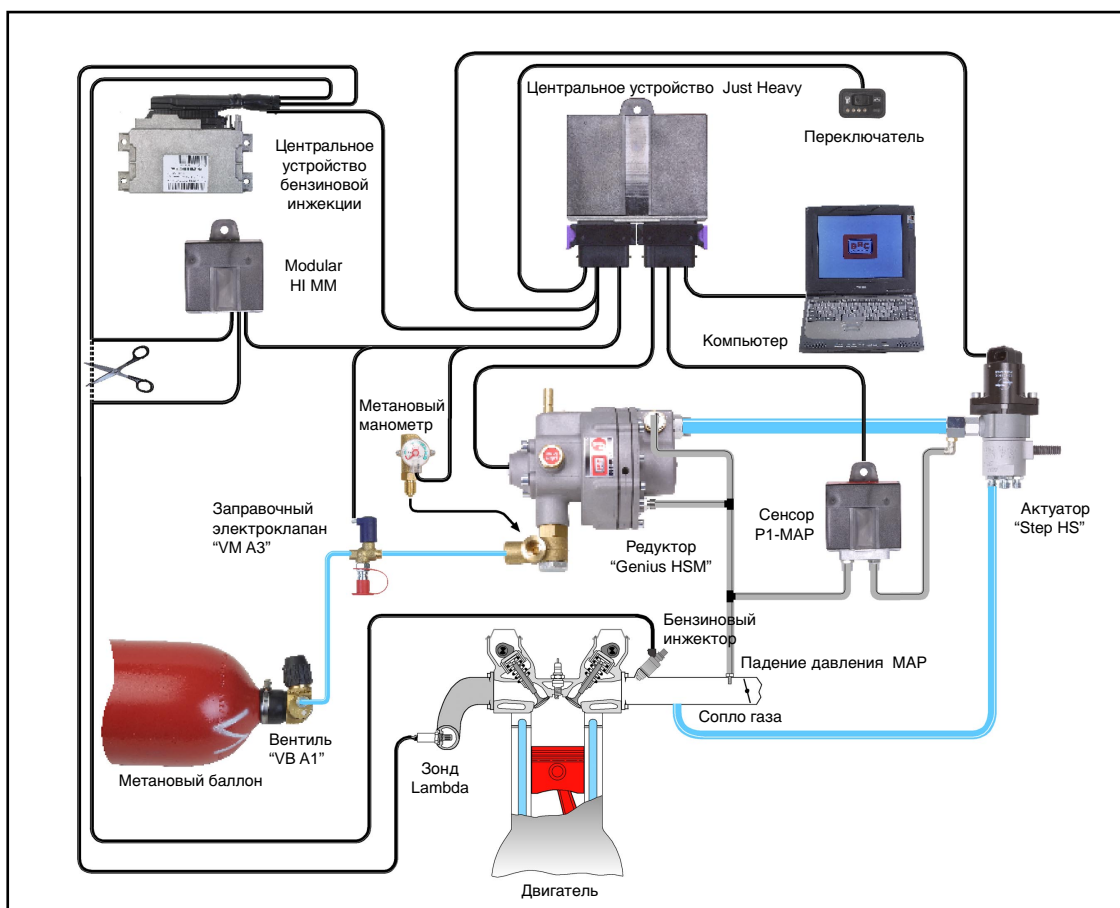 Центральное устройство Just Heavy
Переключатель
Центральное
устройство
бензиновой
инжекции
Modular
HI MM
BRC
Компьютер
Метановый
манометр
Заправочный
электроклапан
“VM A3”
Редуктор
“Genius HSM”
Сенсор
P1-MAP
Актуатор
“Step HS”
Бензиновый
инжектор
Падение давления MAP
Сопло газа
Вентиль
“VB A1”
Метановый баллон
Зонд
Lambda
Двигатель